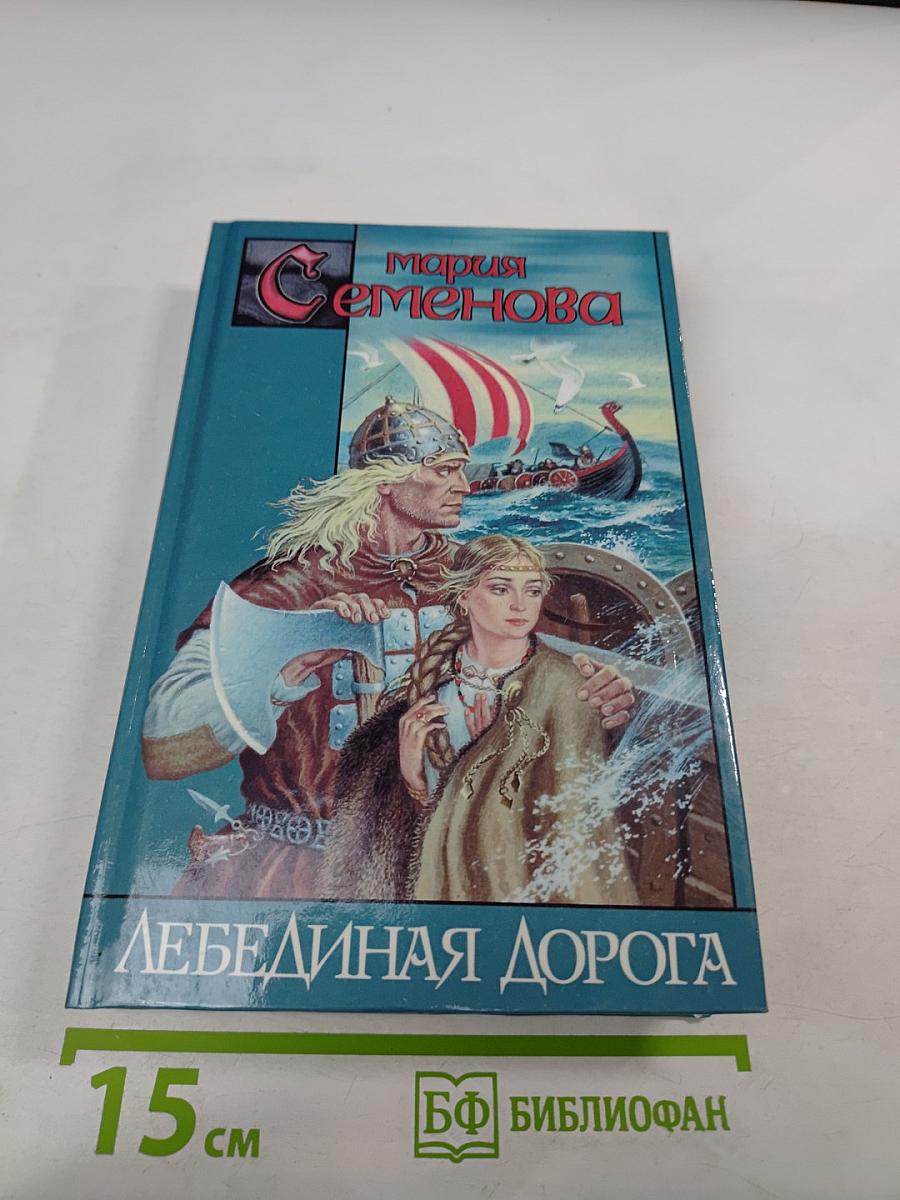 Мария
Семенова
ЛЕБЕДИНАЯ ДОРОГА
15 см
БФ БИБЛИОФАН